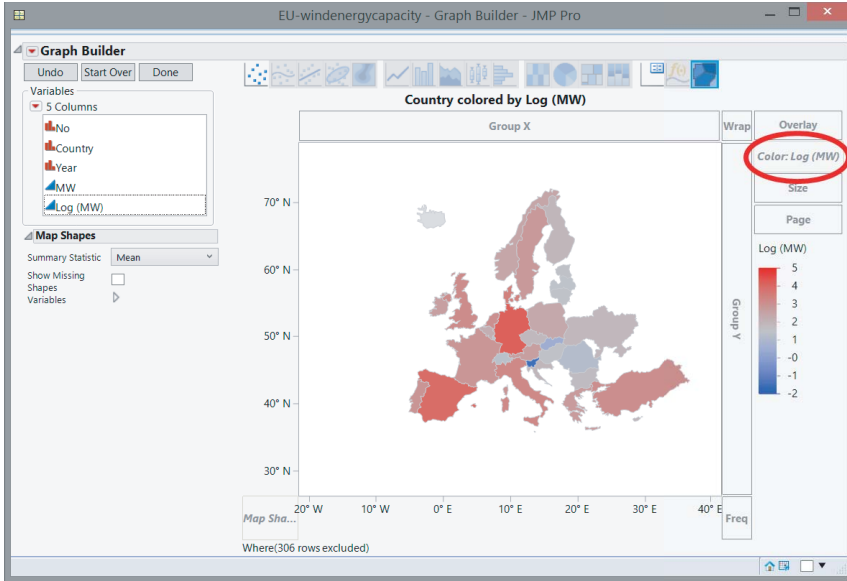 EU-windenergycapacity - Graph Builder - JMP Pro
Graph Builder
Undo Start Over Done
Variables
5 Columns
No
Country
Year
MW
Log (MW)
Map Shapes
Summary Statistic Mean
Show Missing
Shapes
Variables
Country colored by Log (MW)
Group X
Wrap
Overlay
Color: Log (MW)
Size
Page
Log (MW)
5
4
3
2
1
-0
-1
-2
Group Y
70° N
60° N
50° N
40° N
30° N
20° W 10° W 0° E 10° E 20° E 30° E 40° E
Map Sha...
Freq
Where(306 rows excluded)